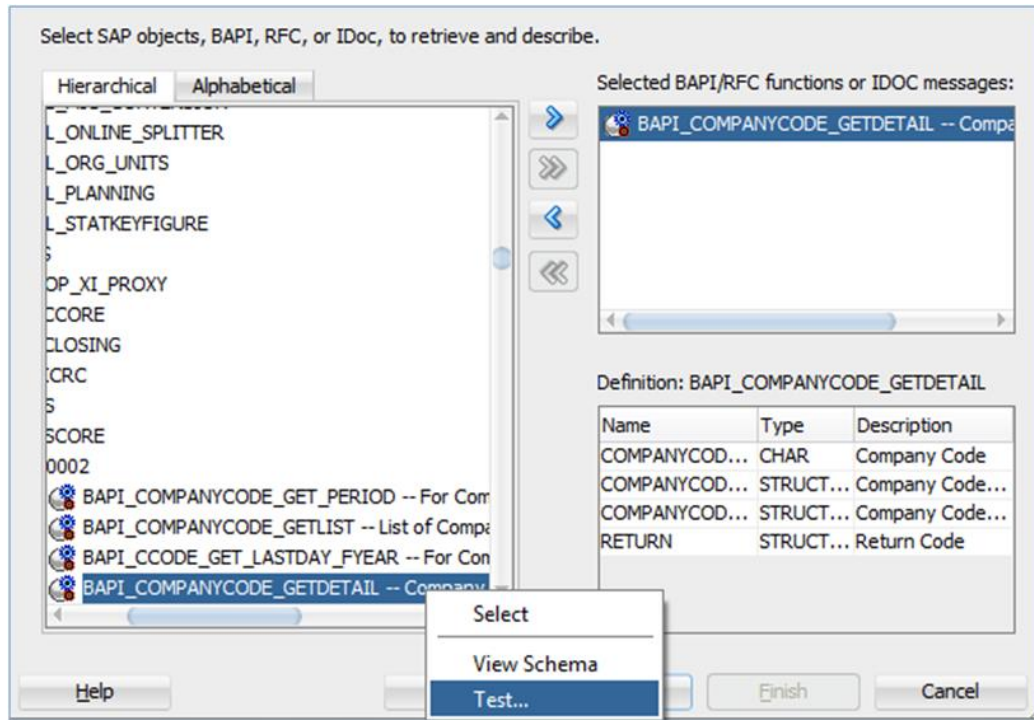 Select SAP objects, BAPI, RFC, or IDoc, to retrieve and describe.
Hierarchical
Alphabetical
L_ONLINE_SPLITTER
L_ORG_UNITS
L_PLANNING
L_STATKEYFIGURE
S
OP_XI_PROXY
CCORE
CLOSING
CRC
S
SCORE
0002
BAPI_COMPANYCODE_GET_PERIOD -- For Com
BAPI_COMPANYCODE_GETLIST -- List of Compa
BAPI_CCODE_GET_LASTDAY_FYEAR -- For Com
BAPI_COMPANYCODE_GETDETAIL -- Company
Selected BAPI/RFC functions or IDOC messages:
BAPI_COMPANYCODE_GETDETAIL -- Compa
Definition: BAPI_COMPANYCODE_GETDETAIL
Name Type Description
COMPANYCOD... CHAR Company Code
COMPANYCOD... STRUCT... Company Code...
COMPANYCOD... STRUCT... Company Code...
RETURN STRUCT... Return Code
Select
View Schema
Test...
Help
Finish
Cancel